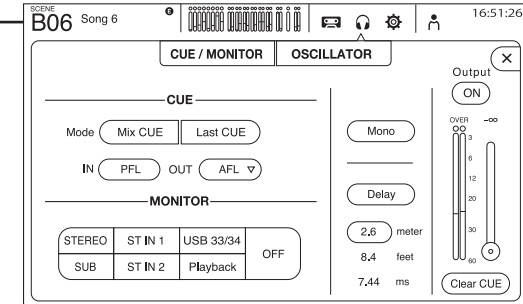 SCENE
B06 Song 6
E
16:51:26
CUE / MONITOR
OSCILLATOR
×
Output
ON
CUE
Mode Mix CUE Last CUE
IN PFL OUT AFL
MONITOR
STEREO ST IN 1 USB 33/34 OFF
SUB ST IN 2 Playback
Mono
Delay
2.6 meter
8.4 feet
7.44 ms
OVER -∞
3
6
12
20
30
60
Clear CUE